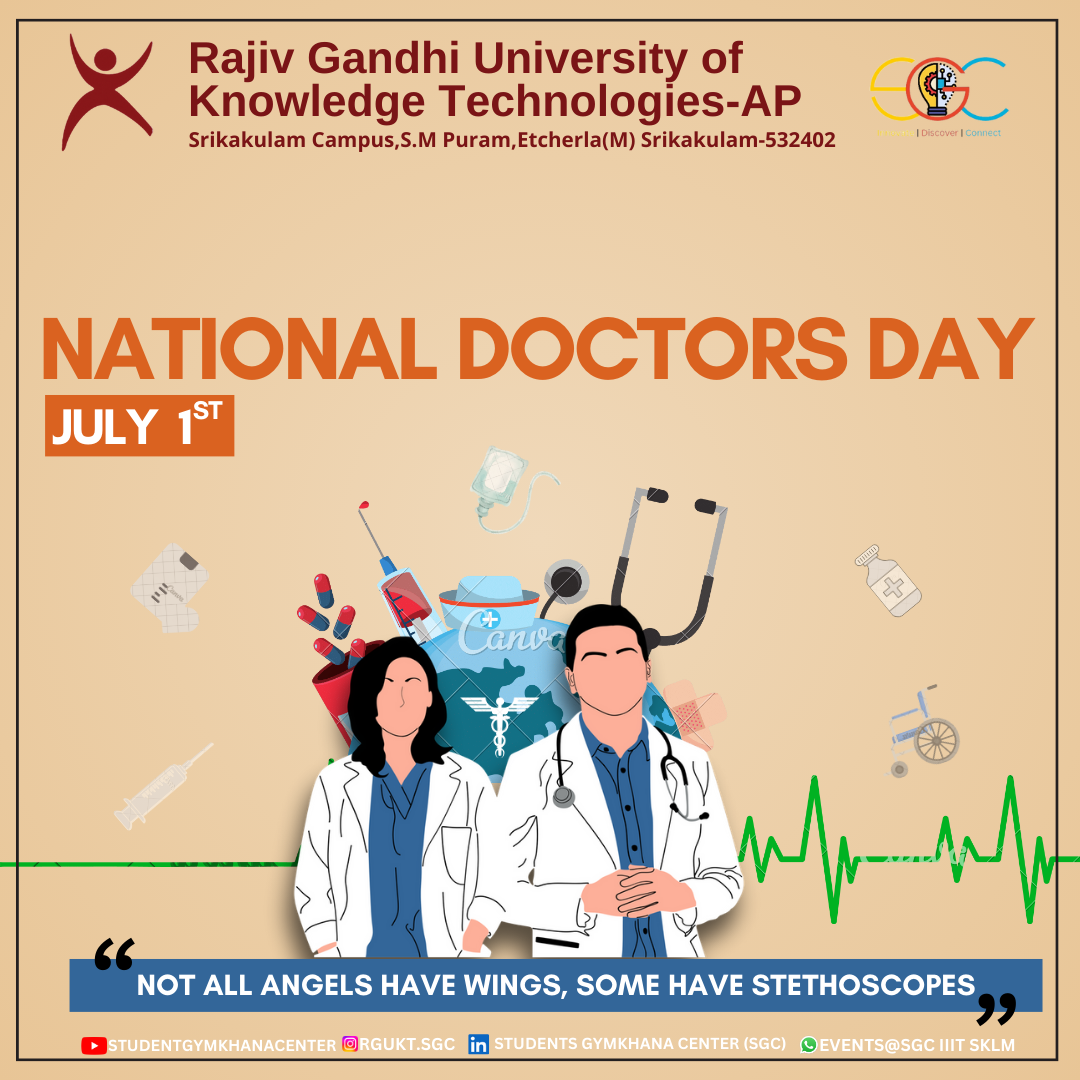 Rajiv Gandhi University of
Knowledge Technologies-AP
Srikakulam Campus,S.M Puram,Etcherla(M) Srikakulam-532402
SGC
| Discover | Connect
NATIONAL DOCTORS DAY
JULY 1ST
Canva
“NOT ALL ANGELS HAVE WINGS, SOME HAVE STETHOSCOPES”
STUDENTGYMKHANACENTER RGUKT.SGC in STUDENTS GYMKHANA CENTER (SGC) EVENTS@SGC IIIT SKLM